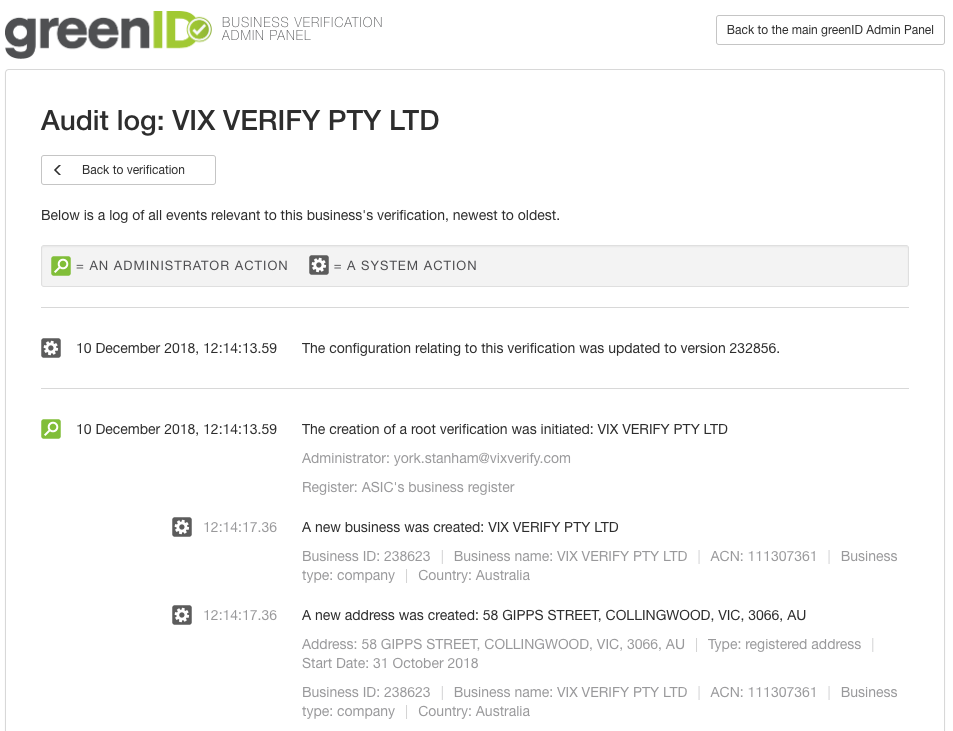 greenID BUSINESS VERIFICATION
ADMIN PANEL
Back to the main greenID Admin Panel
Audit log: VIX VERIFY PTY LTD
Back to verification
Below is a log of all events relevant to this business's verification, newest to oldest.
= AN ADMINISTRATOR ACTION = A SYSTEM ACTION
10 December 2018, 12:14:13.59 The configuration relating to this verification was updated to version 232856.
10 December 2018, 12:14:13.59 The creation of a root verification was initiated: VIX VERIFY PTY LTD
Administrator: york.stanham@vixverify.com
Register: ASIC's business register
12:14:17.36 A new business was created: VIX VERIFY PTY LTD
Business ID: 238623 | Business name: VIX VERIFY PTY LTD | ACN: 111307361 | Business
type: company | Country: Australia
12:14:17.36 A new address was created: 58 GIPPS STREET, COLLINGWOOD, VIC, 3066, AU
Address: 58 GIPPS STREET, COLLINGWOOD, VIC, 3066, AU | Type: registered address |
Start Date: 31 October 2018
Business ID: 238623 | Business name: VIX VERIFY PTY LTD | ACN: 111307361 | Business
type: company | Country: Australia